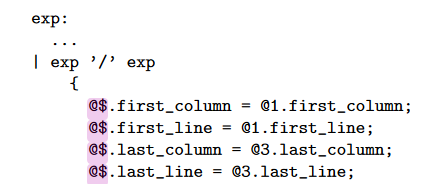 exp:
...
| exp ’/’ exp
{
@$.first_column = @1.first_column;
@$.first_line = @1.first_line;
@$.last_column = @3.last_column;
@$.last_line = @3.last_line;